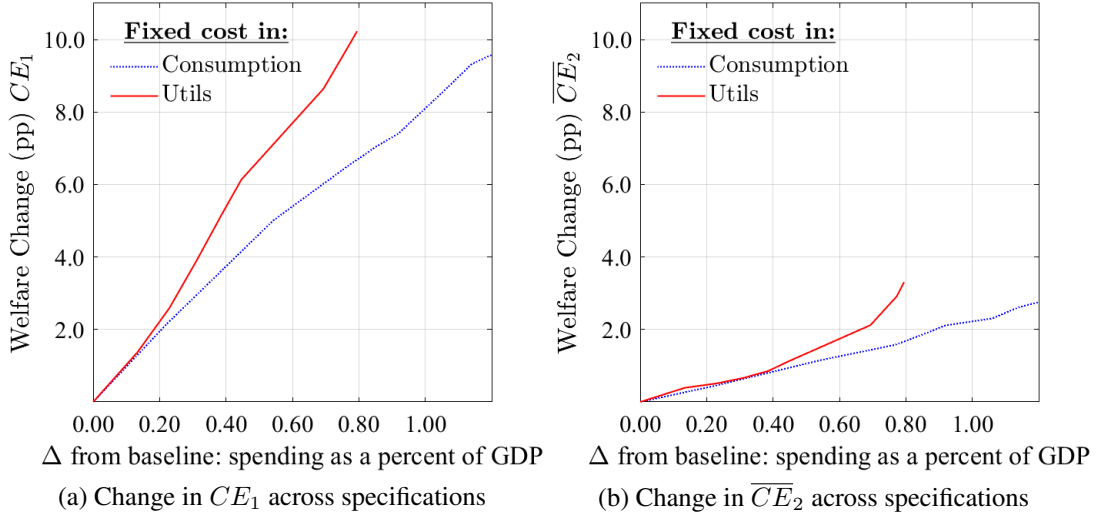 Welfare Change (pp) CE₁
10.0
8.0
6.0
4.0
2.0
Fixed cost in:
Consumption
Utils
0.00 0.20 0.40 0.60 0.80 1.00
Δ from baseline: spending as a percent of GDP
(a) Change in CE₁ across specifications
Welfare Change (pp) C̅E̅₂
10.0
8.0
6.0
4.0
2.0
Fixed cost in:
Consumption
Utils
0.00 0.20 0.40 0.60 0.80 1.00
Δ from baseline: spending as a percent of GDP
(b) Change in C̅E̅₂ across specifications